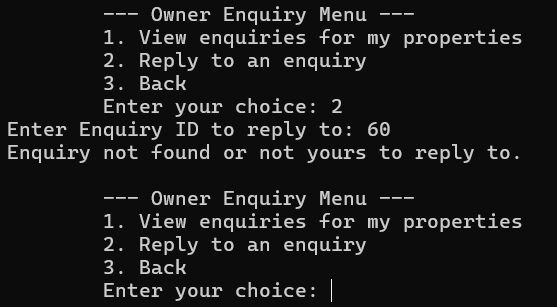 --- Owner Enquiry Menu ---
1. View enquiries for my properties
2. Reply to an enquiry
3. Back
Enter your choice: 2
Enter Enquiry ID to reply to: 60
Enquiry not found or not yours to reply to.
--- Owner Enquiry Menu ---
1. View enquiries for my properties
2. Reply to an enquiry
3. Back
Enter your choice: